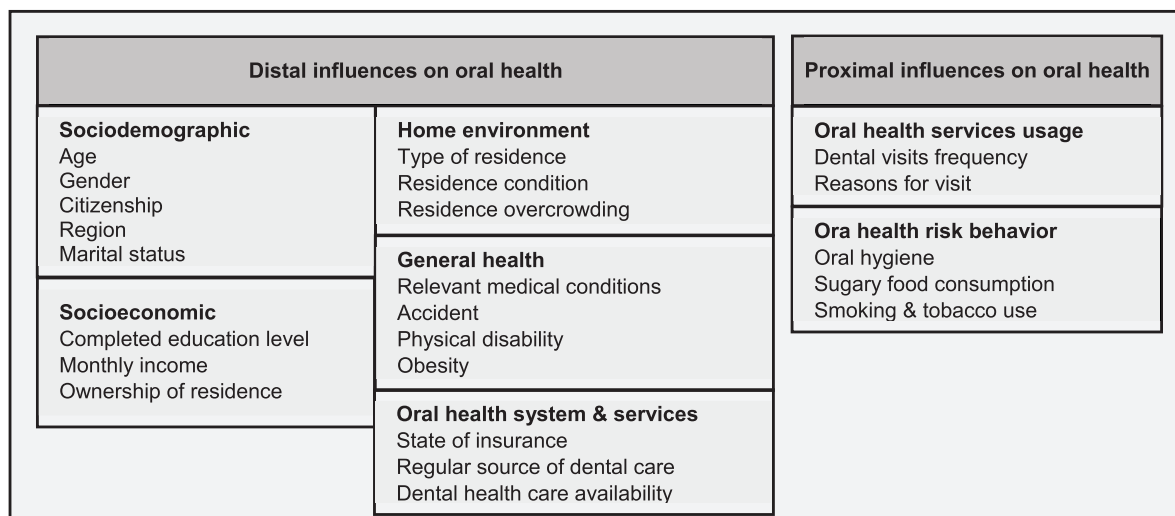 Distal influences on oral health
Sociodemographic
Age
Gender
Citizenship
Region
Marital status
Socioeconomic
Completed education level
Monthly income
Ownership of residence
Home environment
Type of residence
Residence condition
Residence overcrowding
General health
Relevant medical conditions
Accident
Physical disability
Obesity
Oral health system & services
State of insurance
Regular source of dental care
Dental health care availability
Proximal influences on oral health
Oral health services usage
Dental visits frequency
Reasons for visit
Ora health risk behavior
Oral hygiene
Sugary food consumption
Smoking & tobacco use